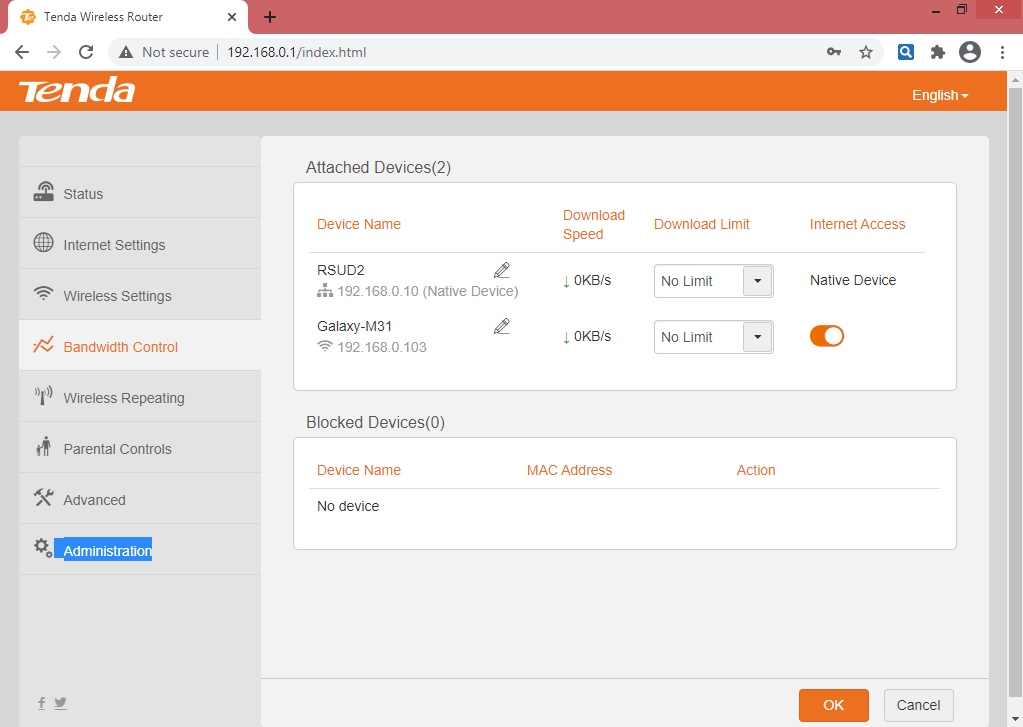 Tenda Wireless Router
Not secure
192.168.0.1/index.html
Tenda
English
Status
Internet Settings
Wireless Settings
Bandwidth Control
Wireless Repeating
Parental Controls
Advanced
Administration
Attached Devices(2)
Device Name
Download Speed
Download Limit
Internet Access
RSUD2
192.168.0.10 (Native Device)
↓ 0KB/s
No Limit
Native Device
Galaxy-M31
192.168.0.103
↓ 0KB/s
No Limit
Blocked Devices(0)
Device Name
MAC Address
Action
No device
OK
Cancel